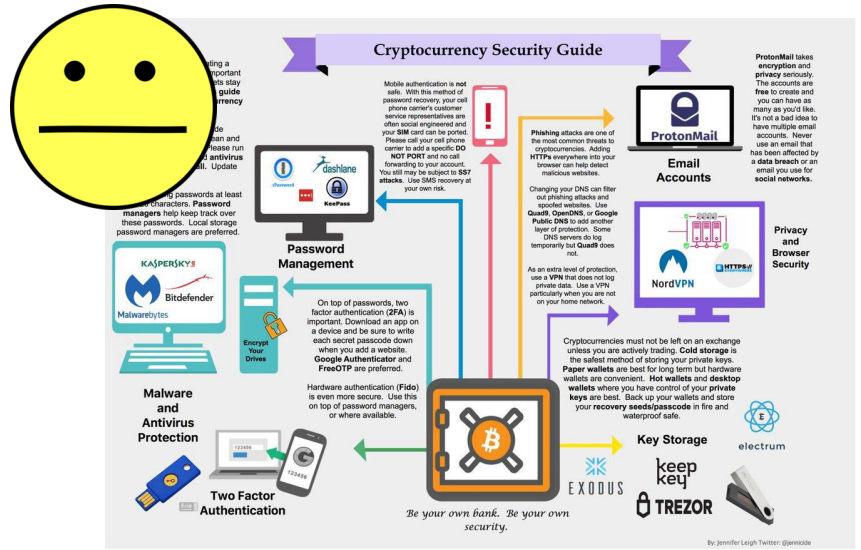 Cryptocurrency Security Guide
ating a
mportant
ets stay
guide
urrency
de
ean and
Please run
d antivirus
all. Update
g passwords at least
characters. Password
managers help keep track over
these passwords. Local storage
password managers are preferred.
Mobile authentication is not
safe. With this method of
password recovery, your cell
phone carrier's customer
service representatives are
often social engineered and
your SIM card can be ported.
Please call your cell phone
carrier to add a specific DO
NOT PORT and no call
forwarding to your account.
You still may be subject to SS7
attacks. Use SMS recovery at
your own risk.
!
Phishing attacks are one of
the most common threats to
cryptocurrencies. Adding
HTTPs everywhere into your
browser can help detect
malicious websites.
Changing your DNS can filter
out phishing attacks and
spoofed websites. Use
Quad9, OpenDNS, or Google
Public DNS to add another
layer of protection. Some
DNS servers do log
temporarily but Quad9 does
not.
As an extra level of protection,
use a VPN that does not log
private data. Use a VPN
particularly when you are not
on your home network.
ProtonMail
Email
Accounts
ProtonMail takes
encryption and
privacy seriously.
The accounts are
free to create and
you can have as
many as you'd like.
It's not a bad idea to
have multiple email
accounts. Never
use an email that
has been affected by
a data breach or an
email you use for
social networks.
1Password
dashlane
KeePass
Password
Management
NordVPN
HTTPS://
EVERYWHERE
Privacy
and
Browser
Security
KASPERSKY
Bitdefender
Malwarebytes
Encrypt
Your
Drives
Malware
and
Antivirus
Protection
On top of passwords, two
factor authentication (2FA) is
important. Download an app on
a device and be sure to write
each secret passcode down
when you add a website.
Google Authenticator and
FreeOTP are preferred.
Hardware authentication (Fido)
is even more secure. Use this
on top of password managers,
or where available.
123456
123456
Two Factor
Authentication
Cryptocurrencies must not be left on an exchange
unless you are actively trading. Cold storage is
the safest method of storing your private keys.
Paper wallets are best for long term but hardware
wallets are convenient. Hot wallets and desktop
wallets where you have control of your private
keys are best. Back up your wallets and store
your recovery seeds/passcode in fire and
waterproof safe.
Key Storage
electrum
EXODUS
keep
key
TREZOR
Be your own bank. Be your own
security.
By: Jennifer Leigh Twitter: @jennicide